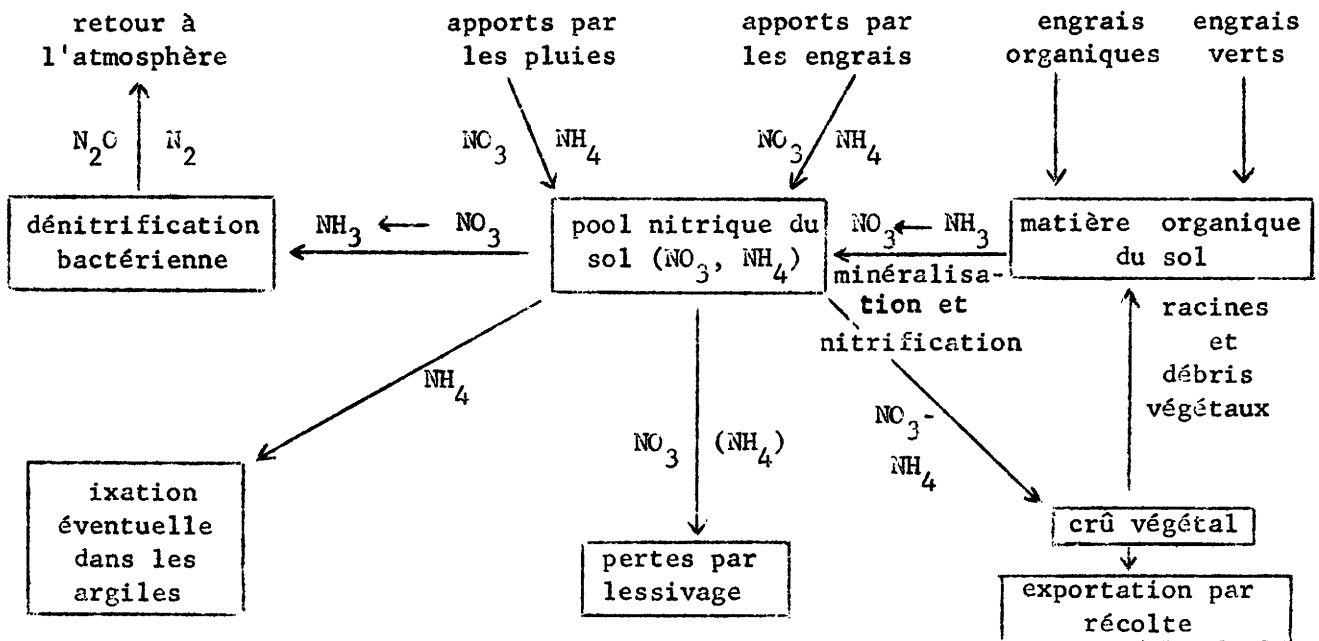 retour à
l'atmosphère
apports par
les pluies
apports par
les engrais
engrais
organiques
engrais
verts
N2O
N2
NO3
NH4
NO3
NH4
dénitrification
bactérienne
NH3 ← NO3
pool nitrique du
sol (NO3, NH4)
NO3 ← NH3
minéralisa-
tion et
nitrification
matière organique
du sol
racines
et
débris
végétaux
NH4
NO3
(NH4)
NO3-
NH4
ixation
éventuelle
dans les
argiles
pertes par
lessivage
crû végétal
exportation par
récolte